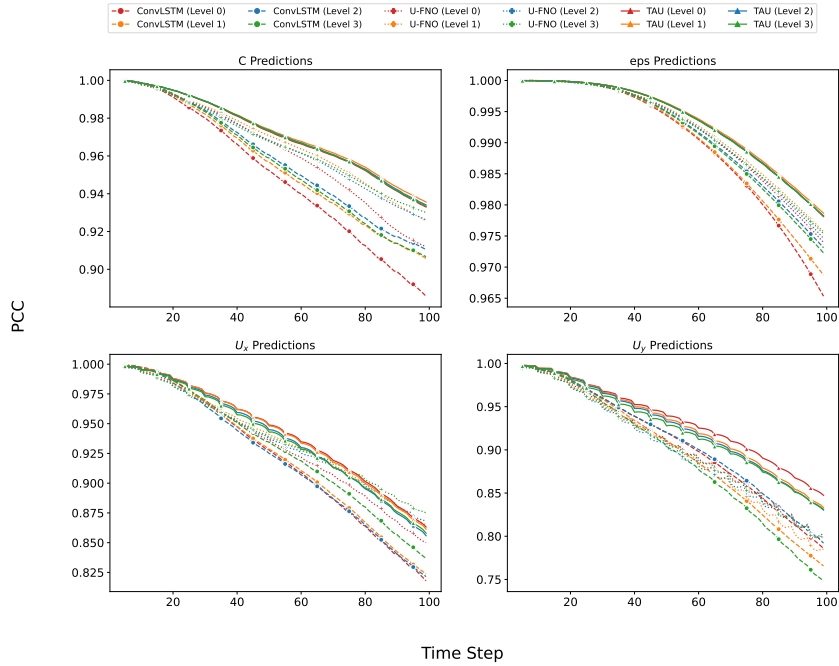 ConvLSTM (Level 0) ConvLSTM (Level 2) U-FNO (Level 0) U-FNO (Level 2) TAU (Level 0) TAU (Level 2)
ConvLSTM (Level 1) ConvLSTM (Level 3) U-FNO (Level 1) U-FNO (Level 3) TAU (Level 1) TAU (Level 3)
C Predictions
1.00
0.98
0.96
0.94
0.92
0.90
20 40 60 80 100
eps Predictions
1.000
0.995
0.990
0.985
0.980
0.975
0.970
0.965
20 40 60 80 100
PCC
Ux Predictions
1.000
0.975
0.950
0.925
0.900
0.875
0.850
0.825
20 40 60 80 100
Uy Predictions
1.00
0.95
0.90
0.85
0.80
0.75
20 40 60 80 100
Time Step